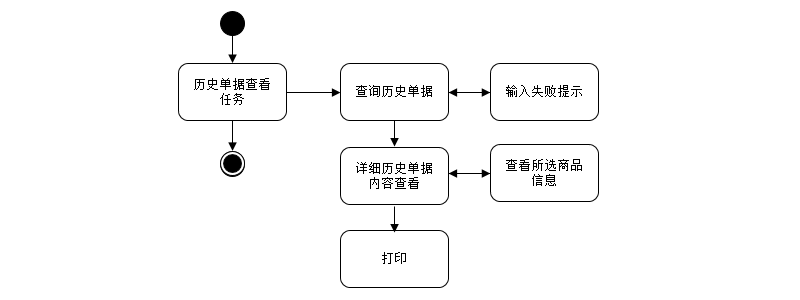 历史单据查看
任务
查询历史单据
输入失败提示
详细历史单据
内容查看
查看所选商品
信息
打印